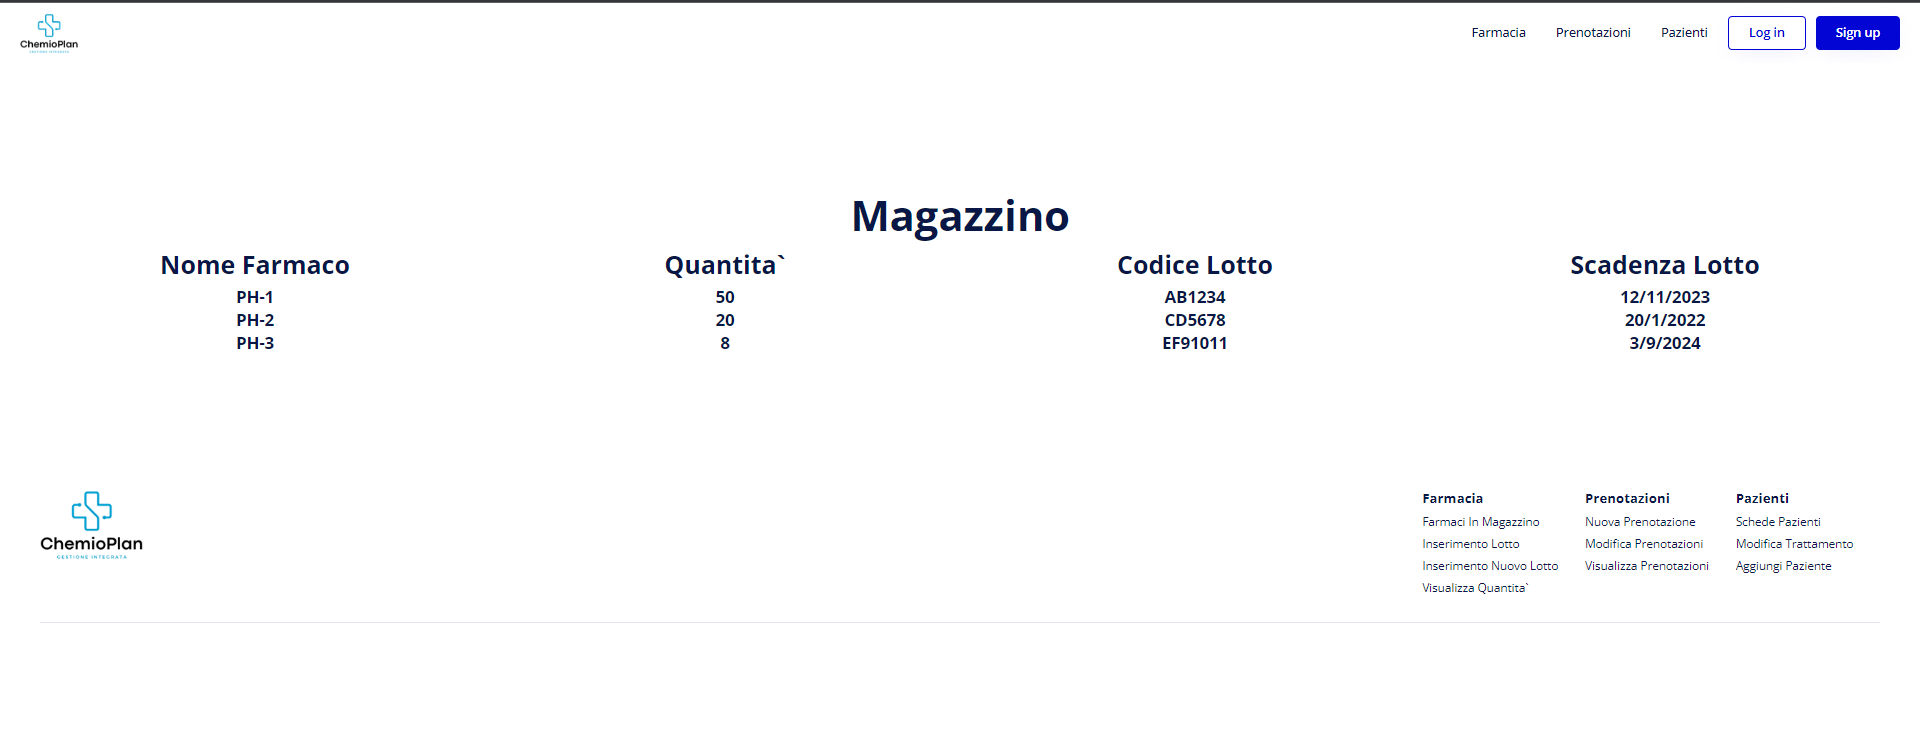 ChemioPlan
GESTIONE INTEGRATA
Farmacia Prenotazioni Pazienti Log in Sign up
Magazzino
Nome Farmaco Quantita` Codice Lotto Scadenza Lotto
PH-1 50 AB1234 12/11/2023
PH-2 20 CD5678 20/1/2022
PH-3 8 EF91011 3/9/2024
ChemioPlan
GESTIONE INTEGRATA
Farmacia Prenotazioni Pazienti
Farmaci In Magazzino Nuova Prenotazione Schede Pazienti
Inserimento Lotto Modifica Prenotazioni Modifica Trattamento
Inserimento Nuovo Lotto Visualizza Prenotazioni Aggiungi Paziente
Visualizza Quantita`